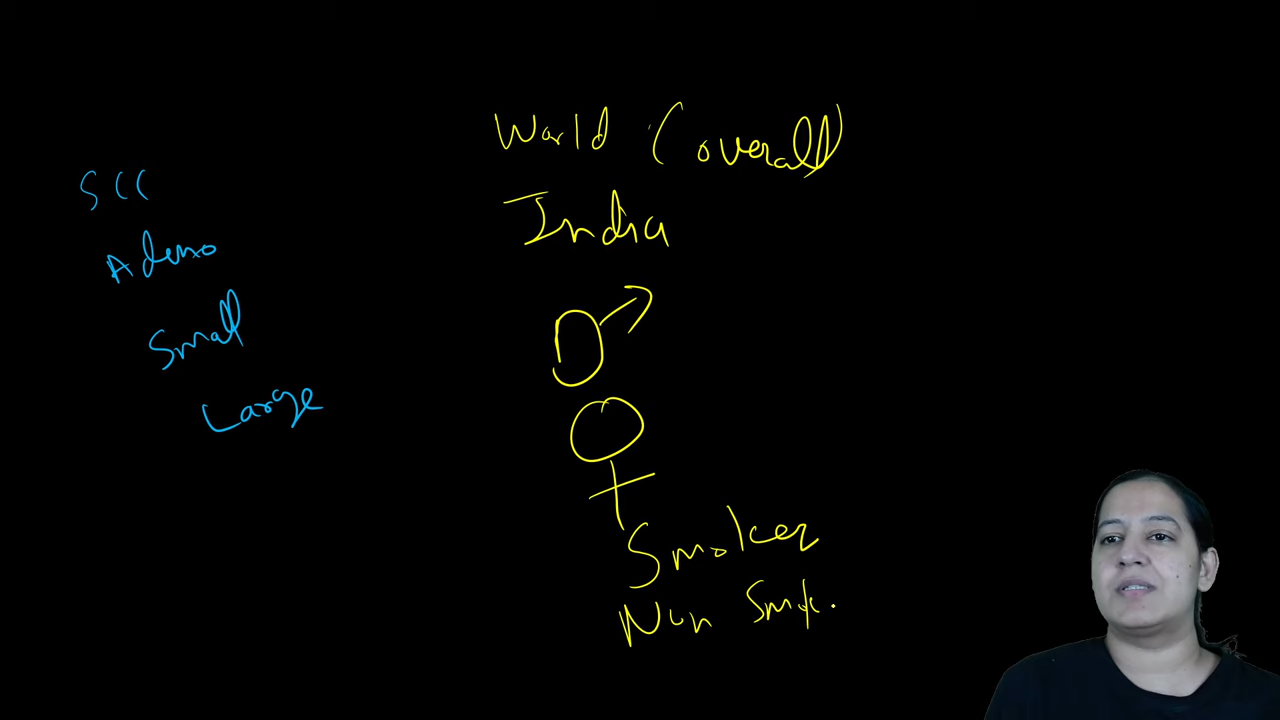 SCC
Adeno
Small
Large
World (overall)
India
Smoker
Non Smk.